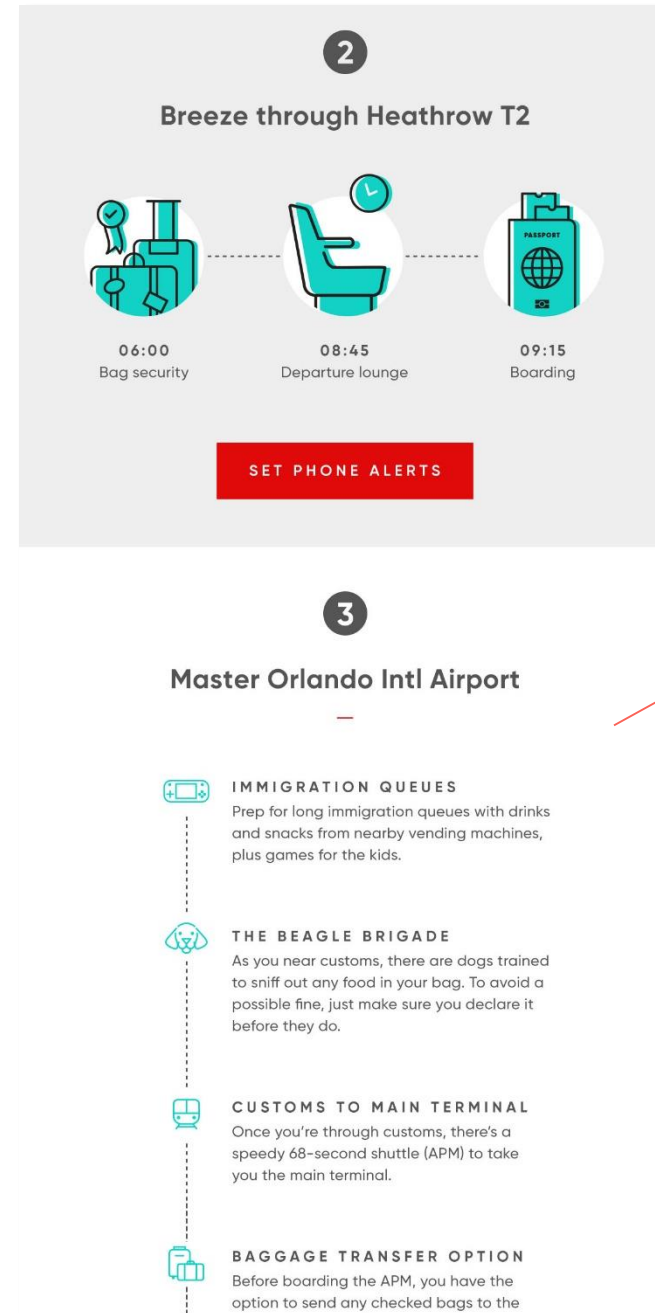 2
Breeze through Heathrow T2
PASSPORT
06:00
Bag security
08:45
Departure lounge
09:15
Boarding
SET PHONE ALERTS
3
Master Orlando Intl Airport
IMMIGRATION QUEUES
Prep for long immigration queues with drinks
and snacks from nearby vending machines,
plus games for the kids.
THE BEAGLE BRIGADE
As you near customs, there are dogs trained
to sniff out any food in your bag. To avoid a
possible fine, just make sure you declare it
before they do.
CUSTOMS TO MAIN TERMINAL
Once you're through customs, there's a
speedy 68-second shuttle (APM) to take
you the main terminal.
BAGGAGE TRANSFER OPTION
Before boarding the APM, you have the
option to send any checked bags to the